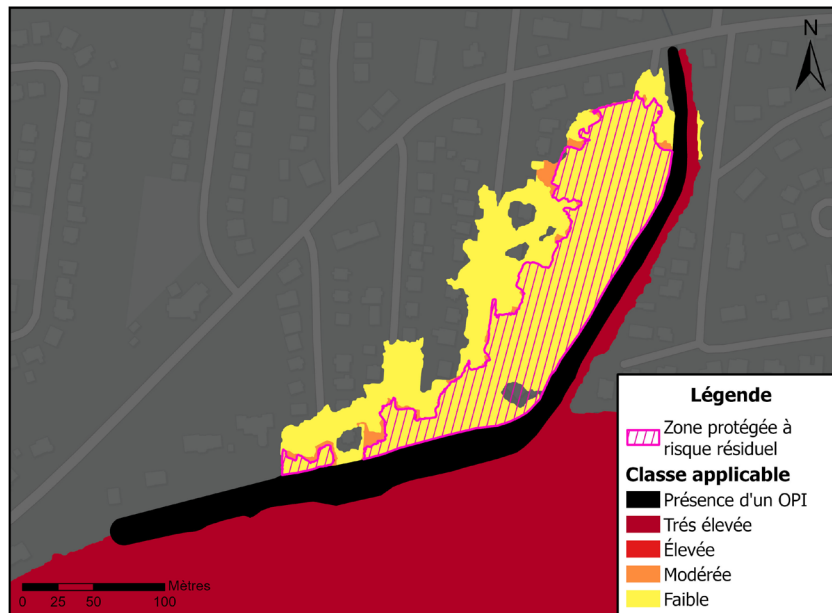 N
Légende
Zone protégée à
risque résiduel
Classe applicable
Présence d'un OPI
Trés élevée
Élevée
Modérée
Faible
Mètres
0 25 50 100